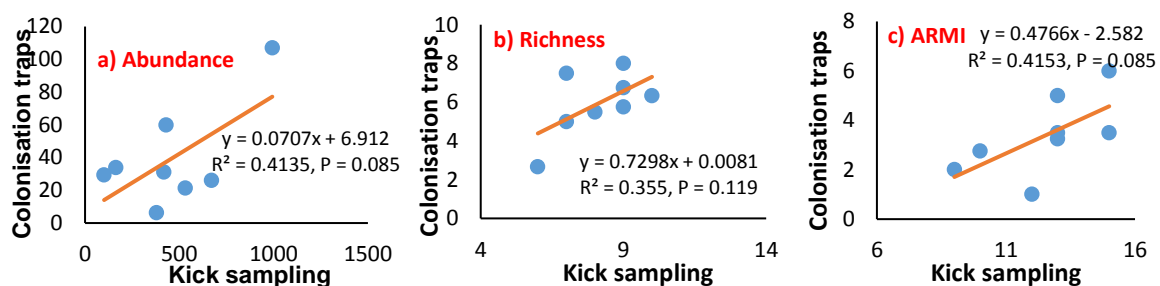 a) Abundance
Colonisation traps
120
100
80
60
40
20
0
y = 0.0707x + 6.912
R² = 0.4135, P = 0.085
0 500 1000 1500
Kick sampling
b) Richness
Colonisation traps
10
8
6
4
2
0
y = 0.7298x + 0.0081
R² = 0.355, P = 0.119
4 9 14
Kick sampling
c) ARMI
y = 0.4766x - 2.582
R² = 0.4153, P = 0.085
Colonisation traps
8
6
4
2
0
6 11 16
Kick sampling